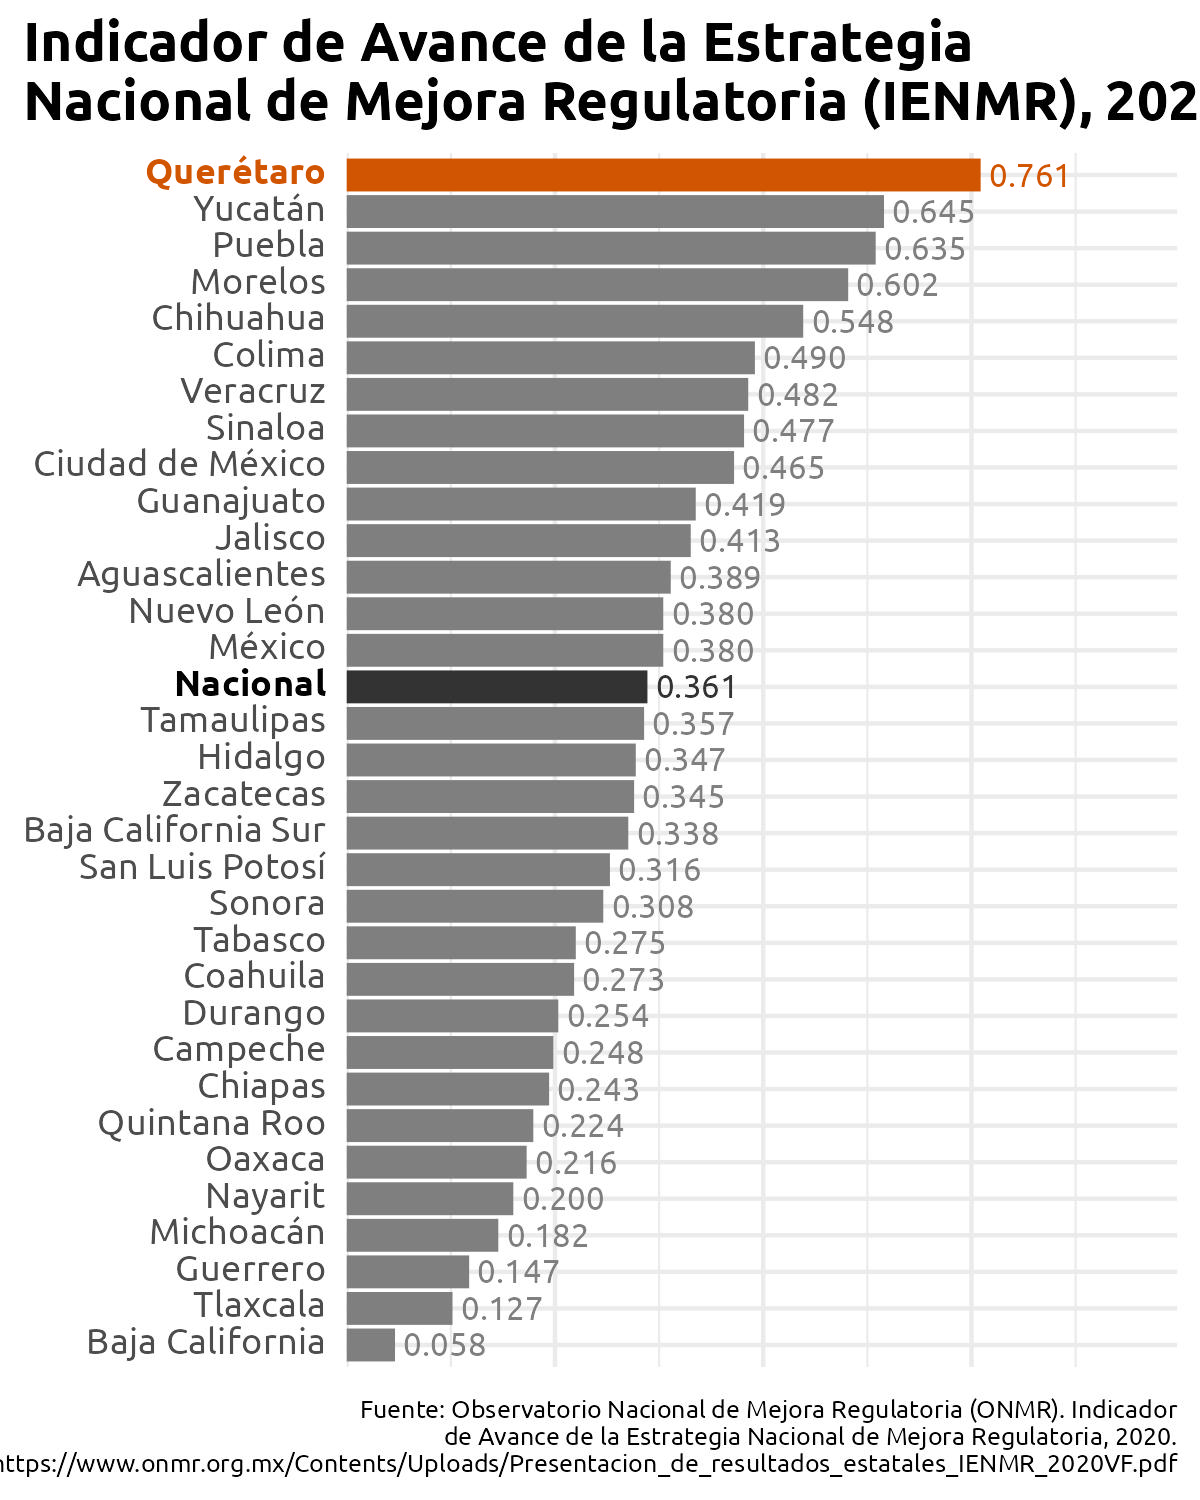 Indicador de Avance de la Estrategia
Nacional de Mejora Regulatoria (IENMR), 202
Querétaro 0.761
Yucatán 0.645
Puebla 0.635
Morelos 0.602
Chihuahua 0.548
Colima 0.490
Veracruz 0.482
Sinaloa 0.477
Ciudad de México 0.465
Guanajuato 0.419
Jalisco 0.413
Aguascalientes 0.389
Nuevo León 0.380
México 0.380
Nacional 0.361
Tamaulipas 0.357
Hidalgo 0.347
Zacatecas 0.345
Baja California Sur 0.338
San Luis Potosí 0.316
Sonora 0.308
Tabasco 0.275
Coahuila 0.273
Durango 0.254
Campeche 0.248
Chiapas 0.243
Quintana Roo 0.224
Oaxaca 0.216
Nayarit 0.200
Michoacán 0.182
Guerrero 0.147
Tlaxcala 0.127
Baja California 0.058
Fuente: Observatorio Nacional de Mejora Regulatoria (ONMR). Indicador
de Avance de la Estrategia Nacional de Mejora Regulatoria, 2020.
https://www.onmr.org.mx/Contents/Uploads/Presentacion_de_resultados_estatales_IENMR_2020VF.pdf